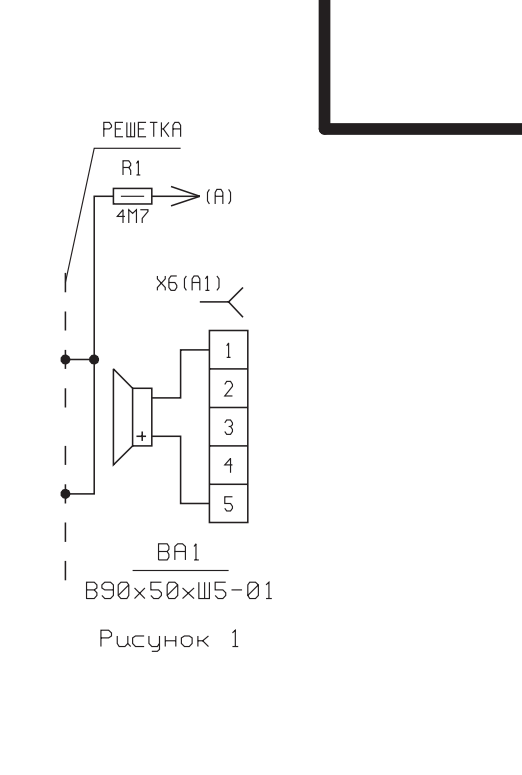 РЕШЕТКА
R1
(А)
4М7
Х6(А1)
1
2
3
4
5
+
ВА1
В90х50хШ5-01
Рисунок 1